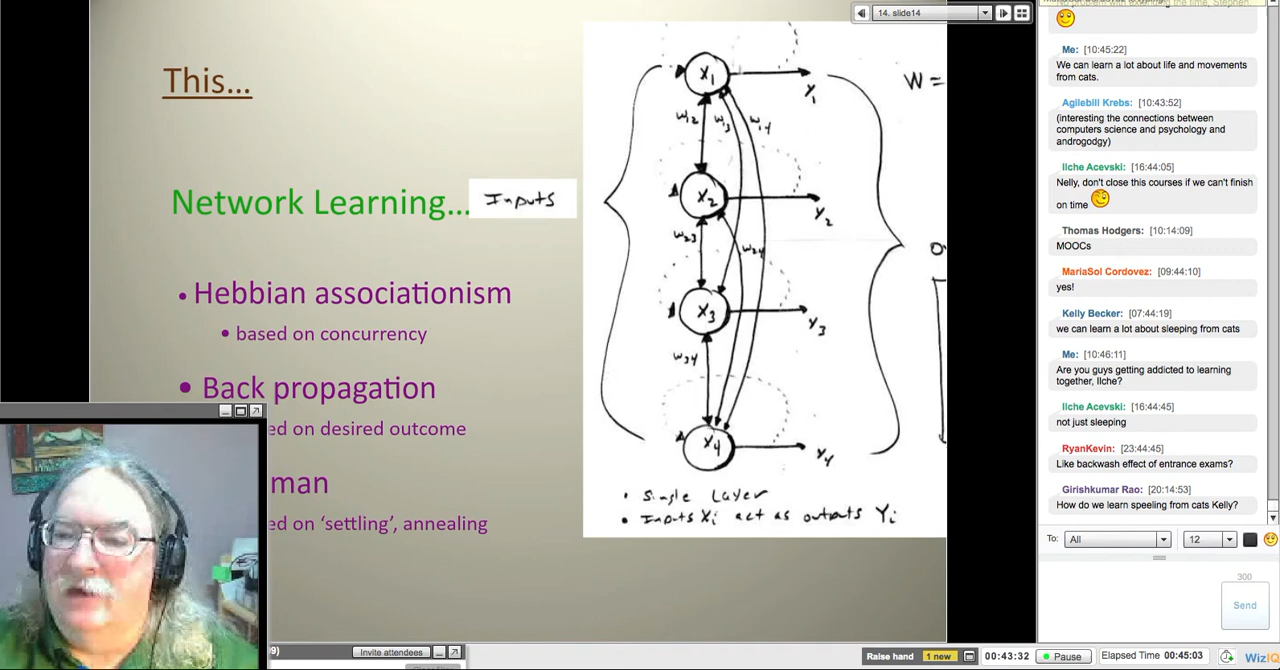 14. slide14
This...
Network Learning...
Inputs
• Hebbian associationism
• based on concurrency
• Back propagation
ed on desired outcome
man
ed on 'settling', annealing
X1
Y1
W =
W12
W13
W14
X2
Y2
W23
W24
X3
Y3
W34
X4
Y4
• Single Layer
• Inputs Xi act as outputs Yi
Me: [10:45:22]
We can learn a lot about life and movements
from cats.
Agilebill Krebs: [10:43:52]
(interesting the connections between
computers science and psychology and
androgodgy)
Ilche Acevski: [16:44:05]
Nelly, don't close this courses if we can't finish
on time
Thomas Hodgers: [10:14:09]
MOOCs
MariaSol Cordovez: [09:44:10]
yes!
Kelly Becker: [07:44:19]
we can learn a lot about sleeping from cats
Me: [10:46:11]
Are you guys getting addicted to learning
together, Ilche?
Ilche Acevski: [16:44:45]
not just sleeping
RyanKevin: [23:44:45]
Like backwash effect of entrance exams?
Girishkumar Rao: [20:14:53]
How do we learn speeling from cats Kelly?
To: All 12
300
Send
9) Invite attendees
Raise hand 1 new 00:43:32 Pause Elapsed Time 00:45:03 WizIQ